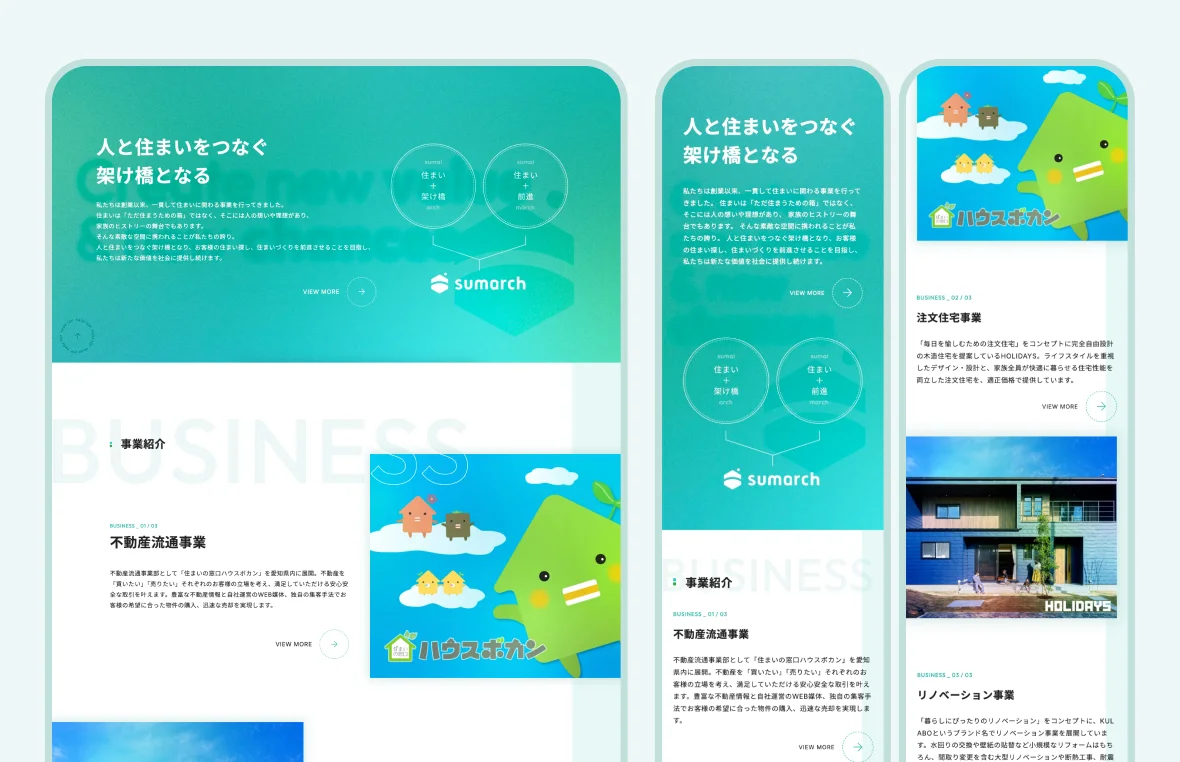 人と住まいをつなぐ
架け橋となる
私たちは創業以来、一貫して住まいに関わる事業を行ってきました。
住まいは「ただ住まうための箱」ではなく、そこには人の想いや理想があり、
家族のヒストリーの舞台でもあります。
そんな素敵な空間に携われることが私たちの誇り。
人と住まいをつなぐ架け橋となり、お客様の住まい探し、住まいづくりを前進させることを目指し、
私たちは新たな価値を社会に提供し続けます。
VIEW MORE
sumai
住まい
+
架け橋
arch
sumai
住まい
+
前進
march
sumarch
BUSINESS
事業紹介
BUSINESS _ 01 / 03
不動産流通事業
不動産流通事業部として「住まいの窓口ハウスボカン」を愛知県内に展開。不動産を
「買いたい」「売りたい」それぞれのお客様の立場を考え、満足していただける安心安
全な取引を叶えます。豊富な不動産情報と自社運営のWEB媒体、独自の集客手法でお
客様の希望に合った物件の購入、迅速な売却を実現します。
VIEW MORE
ハウスボカン
人と住まいをつなぐ
架け橋となる
私たちは創業以来、一貫して住まいに関わる事業を行って
きました。 住まいは「ただ住まうための箱」ではなく、
そこには人の想いや理想があり、 家族のヒストリーの舞
台でもあります。 そんな素敵な空間に携われることが私
たちの誇り。 人と住まいをつなぐ架け橋となり、お客様
の住まい探し、住まいづくりを前進させることを目指し、
私たちは新たな価値を社会に提供し続けます。
VIEW MORE
sumai
住まい
+
架け橋
arch
sumai
住まい
+
前進
march
sumarch
BUSINESS
事業紹介
BUSINESS _ 01 / 03
不動産流通事業
不動産流通事業部として「住まいの窓口ハウスボカン」を愛知
県内に展開。不動産を「買いたい」「売りたい」それぞれのお客
様の立場を考え、満足していただける安心安全な取引を叶え
ます。豊富な不動産情報と自社運営のWEB媒体、独自の集客手
法でお客様の希望に合った物件の購入、迅速な売却を実現しま
す。
VIEW MORE
ハウスボカン
BUSINESS _ 02 / 03
注文住宅事業
「毎日を愉しむための注文住宅」をコンセプトに完全自由設計
の木造住宅を提案しているHOLIDAYS。ライフスタイルを重視
したデザイン・設計と、家族全員が快適に暮らせる住宅性能を
両立した注文住宅を、適正価格で提供しています。
VIEW MORE
HOLIDAYS
BUSINESS _ 03 / 03
リノベーション事業
「暮らしにぴったりのリノベーション」をコンセプトに、KUL
ABOというブランド名でリノベーション事業を展開していま
す。水回りの交換や壁紙の貼替など小規模なリフォームはもち
ろん、間取り変更を含む大型リノベーションや断熱工事、耐震